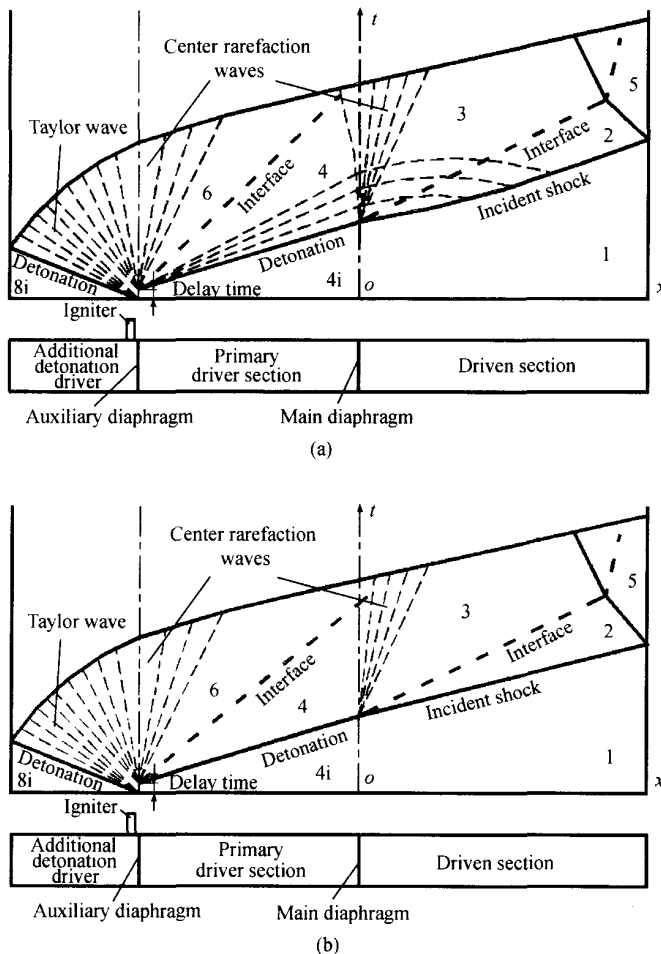 t
Center rarefaction
waves
5
Taylor wave
3
Interface
2
6
4
Interface
Incident shock
Detonation
Detonation
1
8i
Delay time
4i
o
x
Igniter
Additional
detonation
driver
Primary
driver section
Driven section
Auxiliary diaphragm
Main diaphragm
(a)
t
Center rarefaction
waves
5
Taylor wave
3
2
Interface
6
Interface
4
Incident shock
Detonation
Detonation
1
8i
Delay time
4i
o
x
Igniter
Additional
detonation
driver
Primary
driver section
Driven section
Auxiliary diaphragm
Main diaphragm
(b)